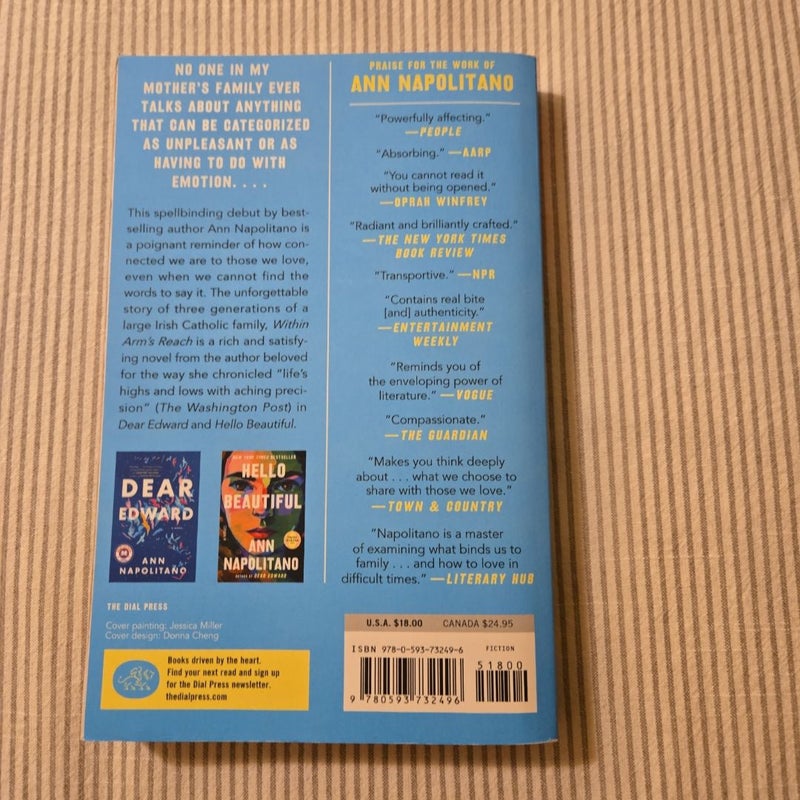 NO ONE IN MY
MOTHER'S FAMILY EVER
TALKS ABOUT ANYTHING
THAT CAN BE CATEGORIZED
AS UNPLEASANT OR AS
HAVING TO DO WITH
EMOTION. . . .
This spellbinding debut by best-
selling author Ann Napolitano is
a poignant reminder of how con-
nected we are to those we love,
even when we cannot find the
words to say it. The unforgettable
story of three generations of a
large Irish Catholic family, Within
Arm's Reach is a rich and satisfy-
ing novel from the author beloved
for the way she chronicled "life's
highs and lows with aching preci-
sion" (The Washington Post) in
Dear Edward and Hello Beautiful.
DEAR
EDWARD
ANN
NAPOLITANO
NEW YORK TIMES BESTSELLER
HELLO
BEAUTIFUL
ANN
NAPOLITANO
AUTHOR OF DEAR EDWARD
THE DIAL PRESS
Cover painting: Jessica Miller
Cover design: Donna Cheng
Books driven by the heart.
Find your next read and sign up
for the Dial Press newsletter.
thedialpress.com
PRAISE FOR THE WORK OF
ANN NAPOLITANO
"Powerfully affecting."
—PEOPLE
"Absorbing." —AARP
"You cannot read it
without being opened."
—OPRAH WINFREY
"Radiant and brilliantly crafted."
—THE NEW YORK TIMES
BOOK REVIEW
"Transportive." —NPR
"Contains real bite
[and] authenticity."
—ENTERTAINMENT
WEEKLY
"Reminds you of
the enveloping power of
literature." —VOGUE
"Compassionate."
—THE GUARDIAN
"Makes you think deeply
about . . . what we choose to
share with those we love."
—TOWN & COUNTRY
"Napolitano is a master
of examining what binds us to
family . . . and how to love in
difficult times." —LITERARY HUB
U.S.A. $18.00 CANADA $24.95
ISBN 978-0-593-73249-6
FICTION
51800
9 780593 732496